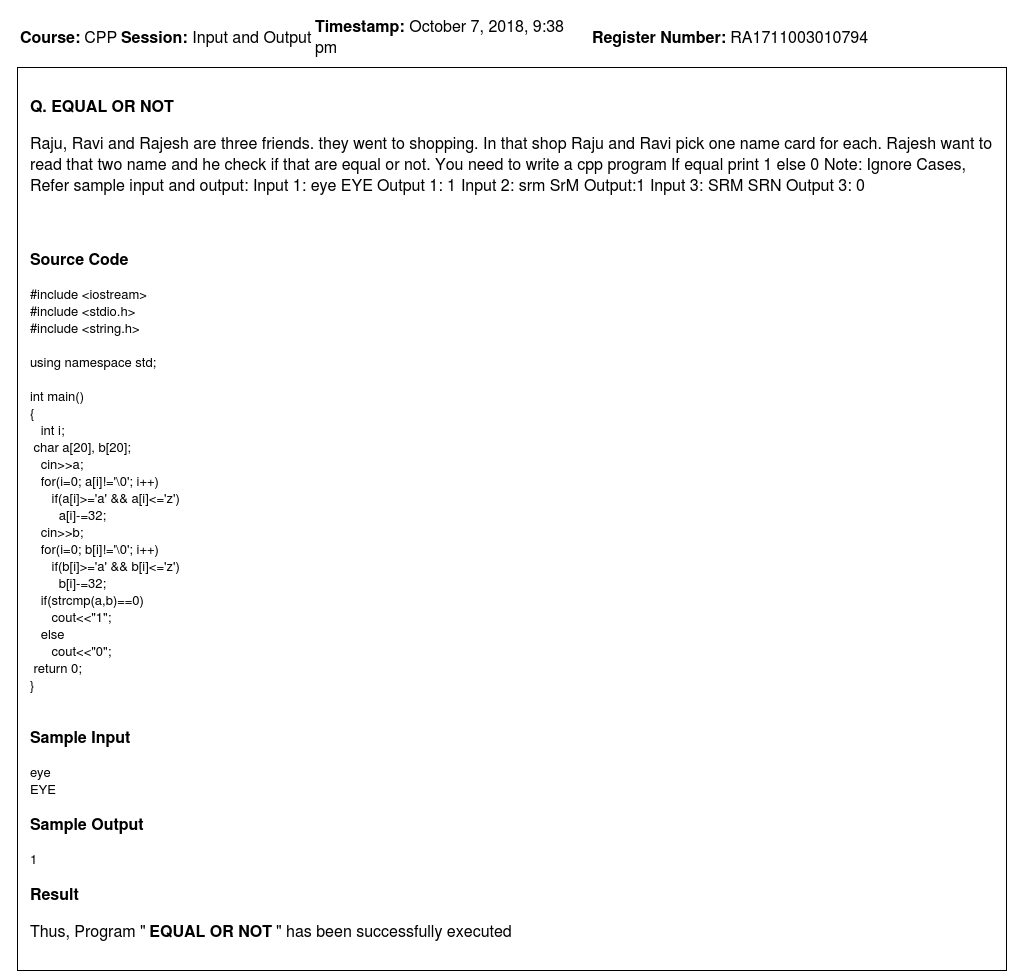 Course: CPP Session: Input and Output Timestamp: October 7, 2018, 9:38 pm Register Number: RA1711003010794
Q. EQUAL OR NOT
Raju, Ravi and Rajesh are three friends. they went to shopping. In that shop Raju and Ravi pick one name card for each. Rajesh want to
read that two name and he check if that are equal or not. You need to write a cpp program If equal print 1 else 0 Note: Ignore Cases,
Refer sample input and output: Input 1: eye EYE Output 1: 1 Input 2: srm SrM Output:1 Input 3: SRM SRN Output 3: 0
Source Code
#include <iostream>
#include <stdio.h>
#include <string.h>
using namespace std;
int main()
{
int i;
char a[20], b[20];
cin>>a;
for(i=0; a[i]!='\0'; i++)
if(a[i]>='a' && a[i]<='z')
a[i]-=32;
cin>>b;
for(i=0; b[i]!='\0'; i++)
if(b[i]>='a' && b[i]<='z')
b[i]-=32;
if(strcmp(a,b)==0)
cout<<"1";
else
cout<<"0";
return 0;
}
Sample Input
eye
EYE
Sample Output
1
Result
Thus, Program " EQUAL OR NOT " has been successfully executed